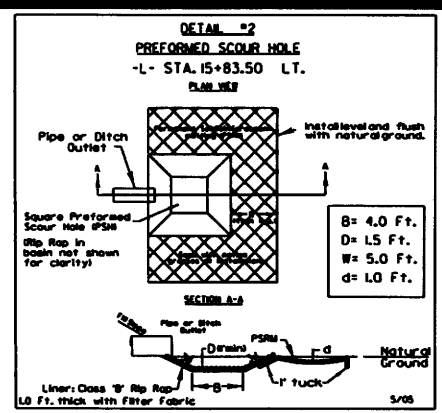 DETAIL #2
PREFORMED SCOUR HOLE
-L- STA. 15+83.50 LT.
PLAN VIEW
Pipe or Ditch
Outlet
Install level and flush
with natural ground.
A
A
Square Preformed
Scour Hole (PSH)
(Rip Rap in
basin not shown
for clarity)
B= 4.0 Ft.
D= 1.5 Ft.
W= 5.0 Ft.
d= 1.0 Ft.
SECTION A-A
Pipe or Ditch
Outlet
D(min)
PSRM
d
Natural
Ground
B
1' tuck
Liner: Class 'B' Rip Rap
1.0 Ft. thick with Filter Fabric
5/05